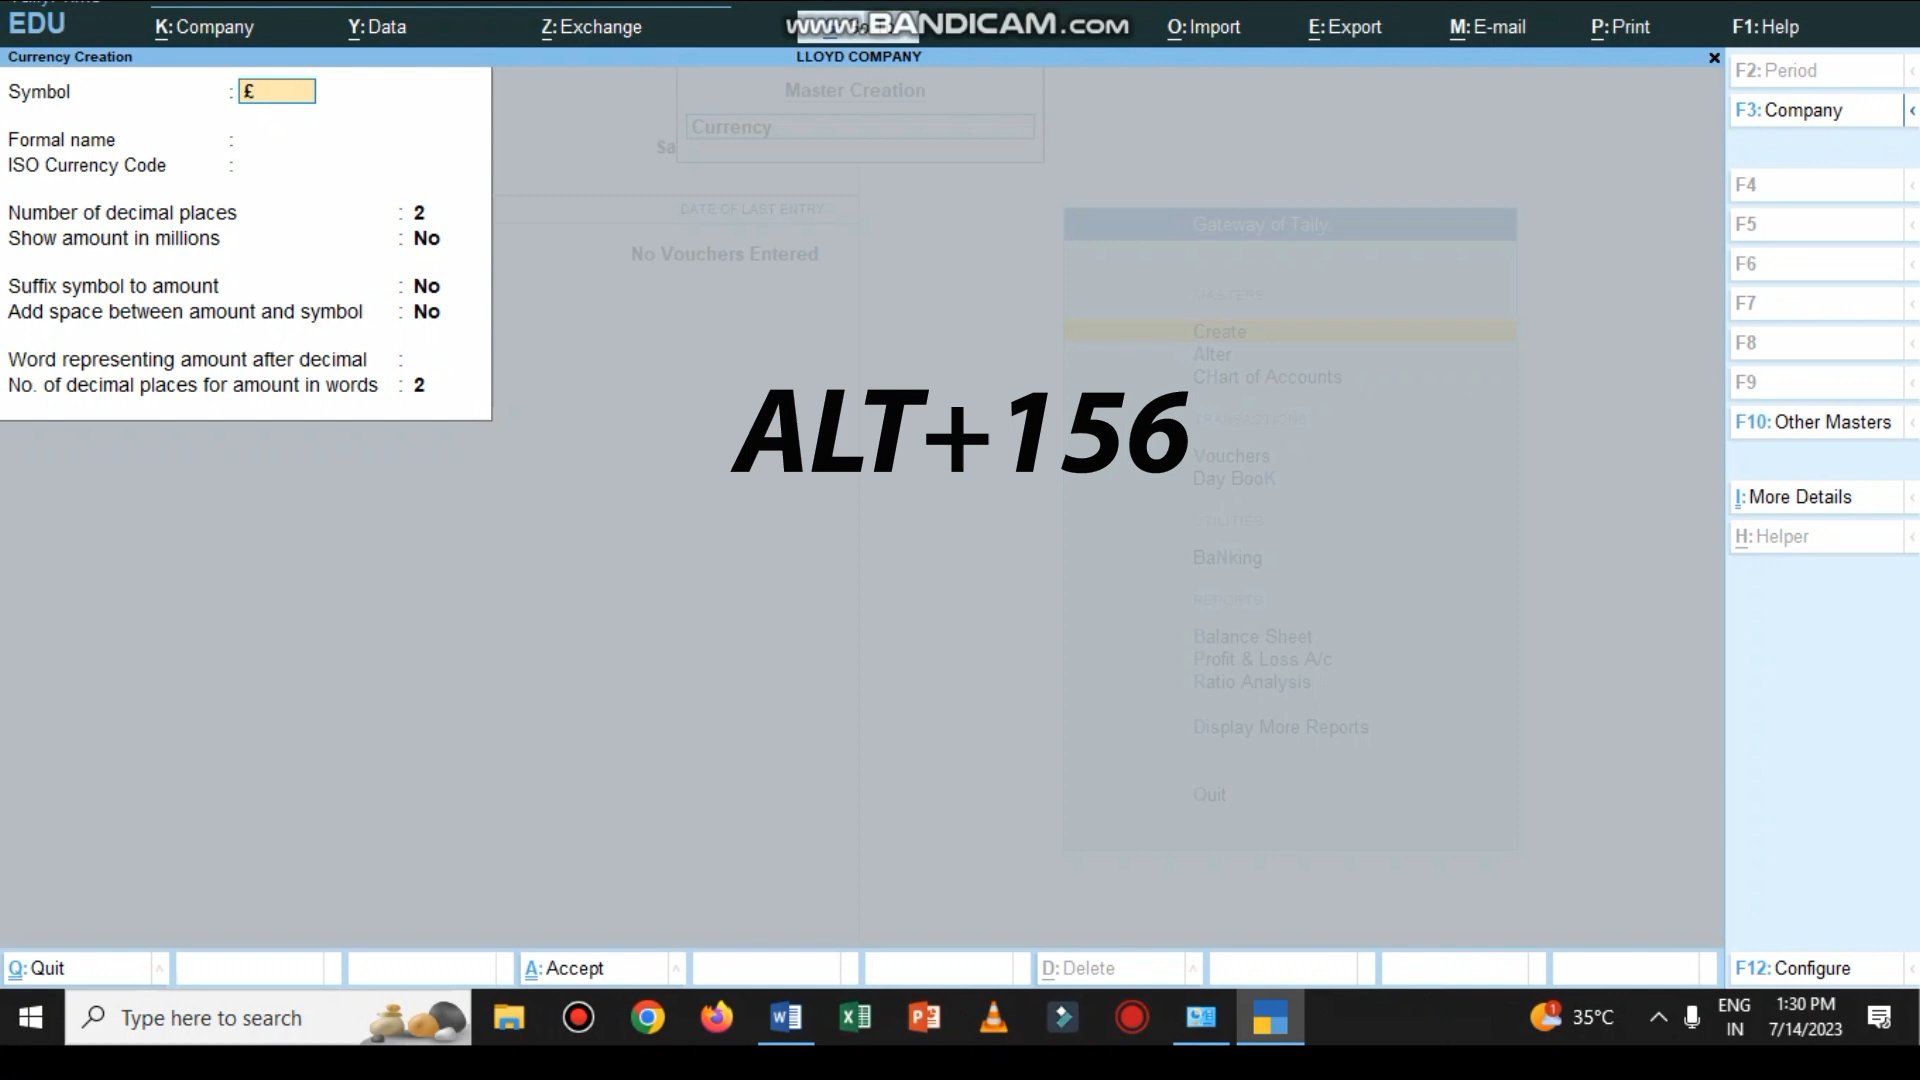 EDU
K: Company
Y: Data
Z: Exchange
www.BANDICAM.com
O: Import
E: Export
M: E-mail
P: Print
F1: Help
Currency Creation
LLOYD COMPANY
Symbol : £
Formal name :
ISO Currency Code :
Number of decimal places : 2
Show amount in millions : No
Suffix symbol to amount : No
Add space between amount and symbol : No
Word representing amount after decimal :
No. of decimal places for amount in words : 2
Master Creation
Currency
Sa
DATE OF LAST ENTRY
No Vouchers Entered
Gateway of Tally
MASTERS
Create
Alter
CHart of Accounts
TRANSACTIONS
Vouchers
Day BooK
UTILITIES
BaNking
REPORTS
Balance Sheet
Profit & Loss A/c
Ratio Analysis
Display More Reports
Quit
ALT+156
F2: Period
F3: Company
F4
F5
F6
F7
F8
F9
F10: Other Masters
I: More Details
H: Helper
Q: Quit
A: Accept
D: Delete
F12: Configure
Type here to search
35°C
ENG
IN
1:30 PM
7/14/2023